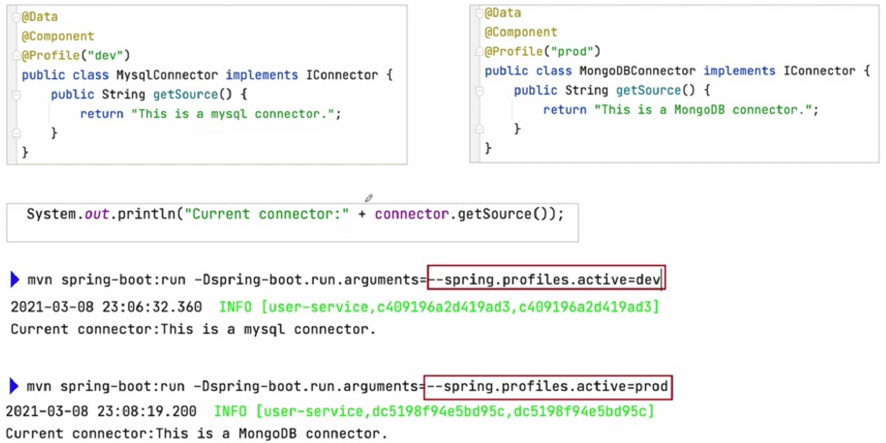 @Data
@Component
@Profile("dev")
public class MysqlConnector implements IConnector {
public String getSource() {
return "This is a mysql connector.";
}
}
@Data
@Component
@Profile("prod")
public class MongoDBConnector implements IConnector {
public String getSource() {
return "This is a MongoDB connector.";
}
}
System.out.println("Current connector:" + connector.getSource());
mvn spring-boot:run -Dspring-boot.run.arguments=--spring.profiles.active=dev
2021-03-08 23:06:32.360 INFO [user-service,c409196a2d419ad3,c409196a2d419ad3]
Current connector:This is a mysql connector.
mvn spring-boot:run -Dspring-boot.run.arguments=--spring.profiles.active=prod
2021-03-08 23:08:19.200 INFO [user-service,dc5198f94e5bd95c,dc5198f94e5bd95c]
Current connector:This is a MongoDB connector.